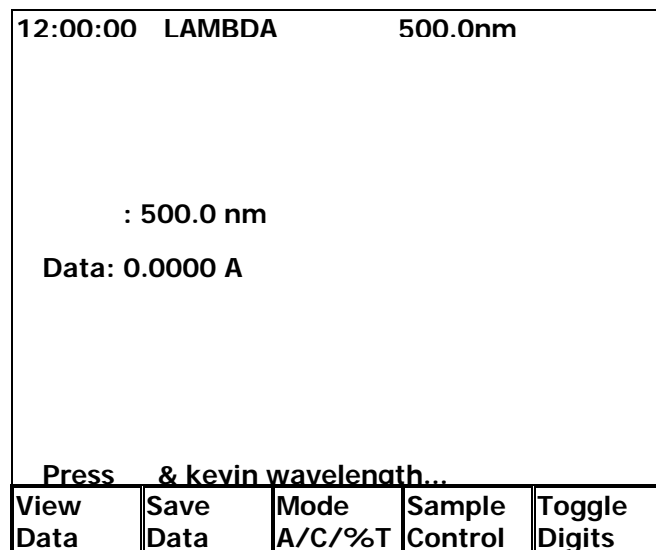 12:00:00 LAMBDA 500.0nm
: 500.0 nm
Data: 0.0000 A
Press & keyin wavelength...
View Data
Save Data
Mode A/C/%T
Sample Control
Toggle Digits